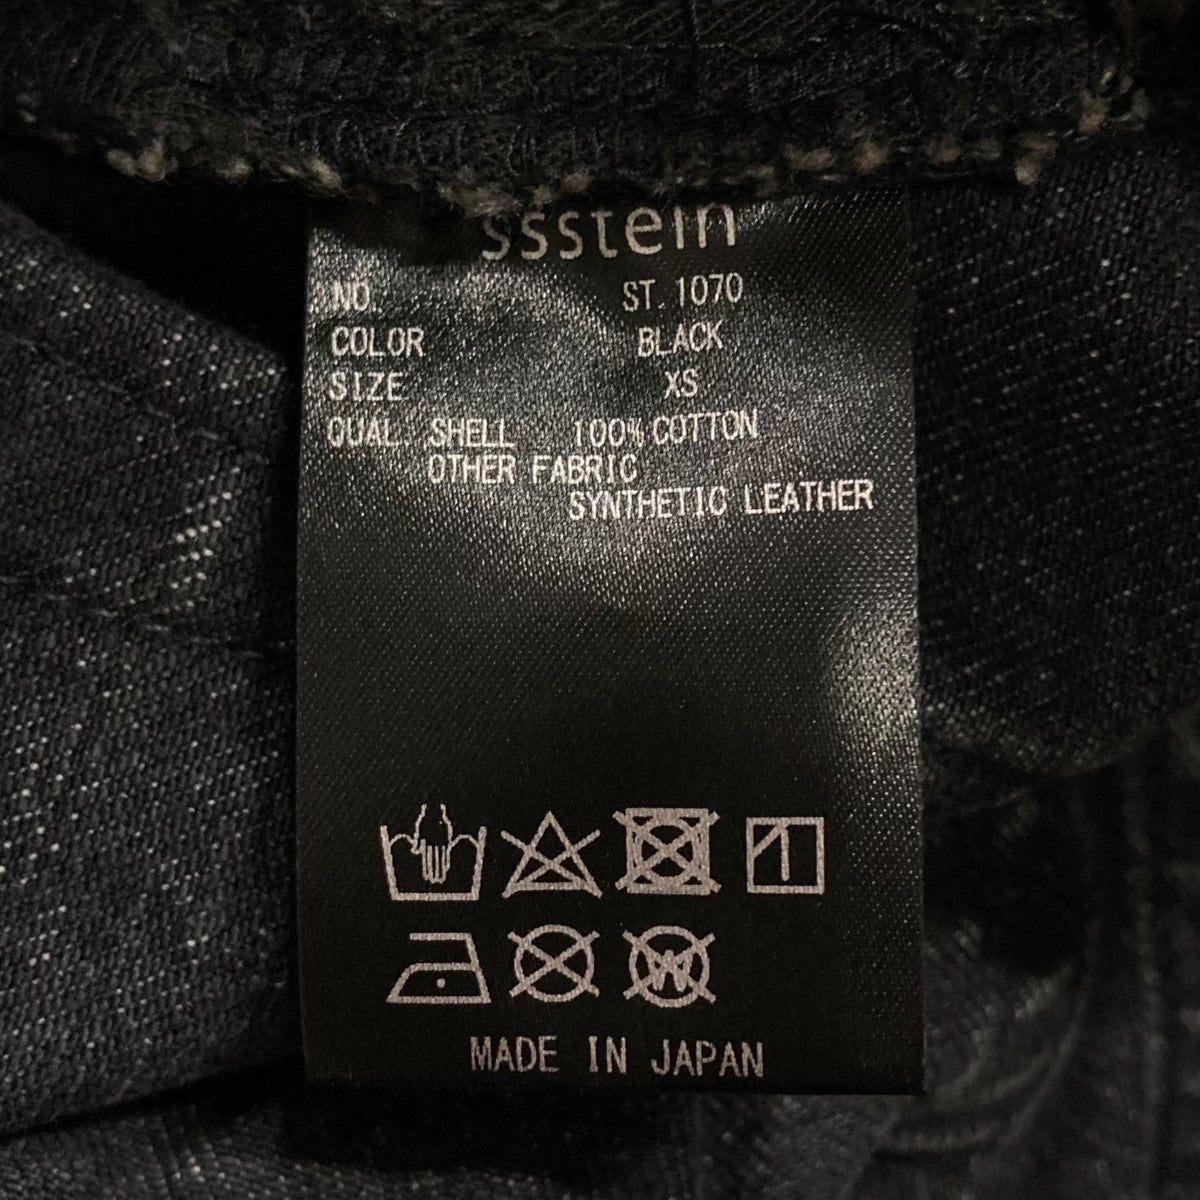 ssstein
NO. ST.1070
COLOR BLACK
SIZE XS
QUAL. SHELL 100% COTTON
OTHER FABRIC
SYNTHETIC LEATHER
W
MADE IN JAPAN